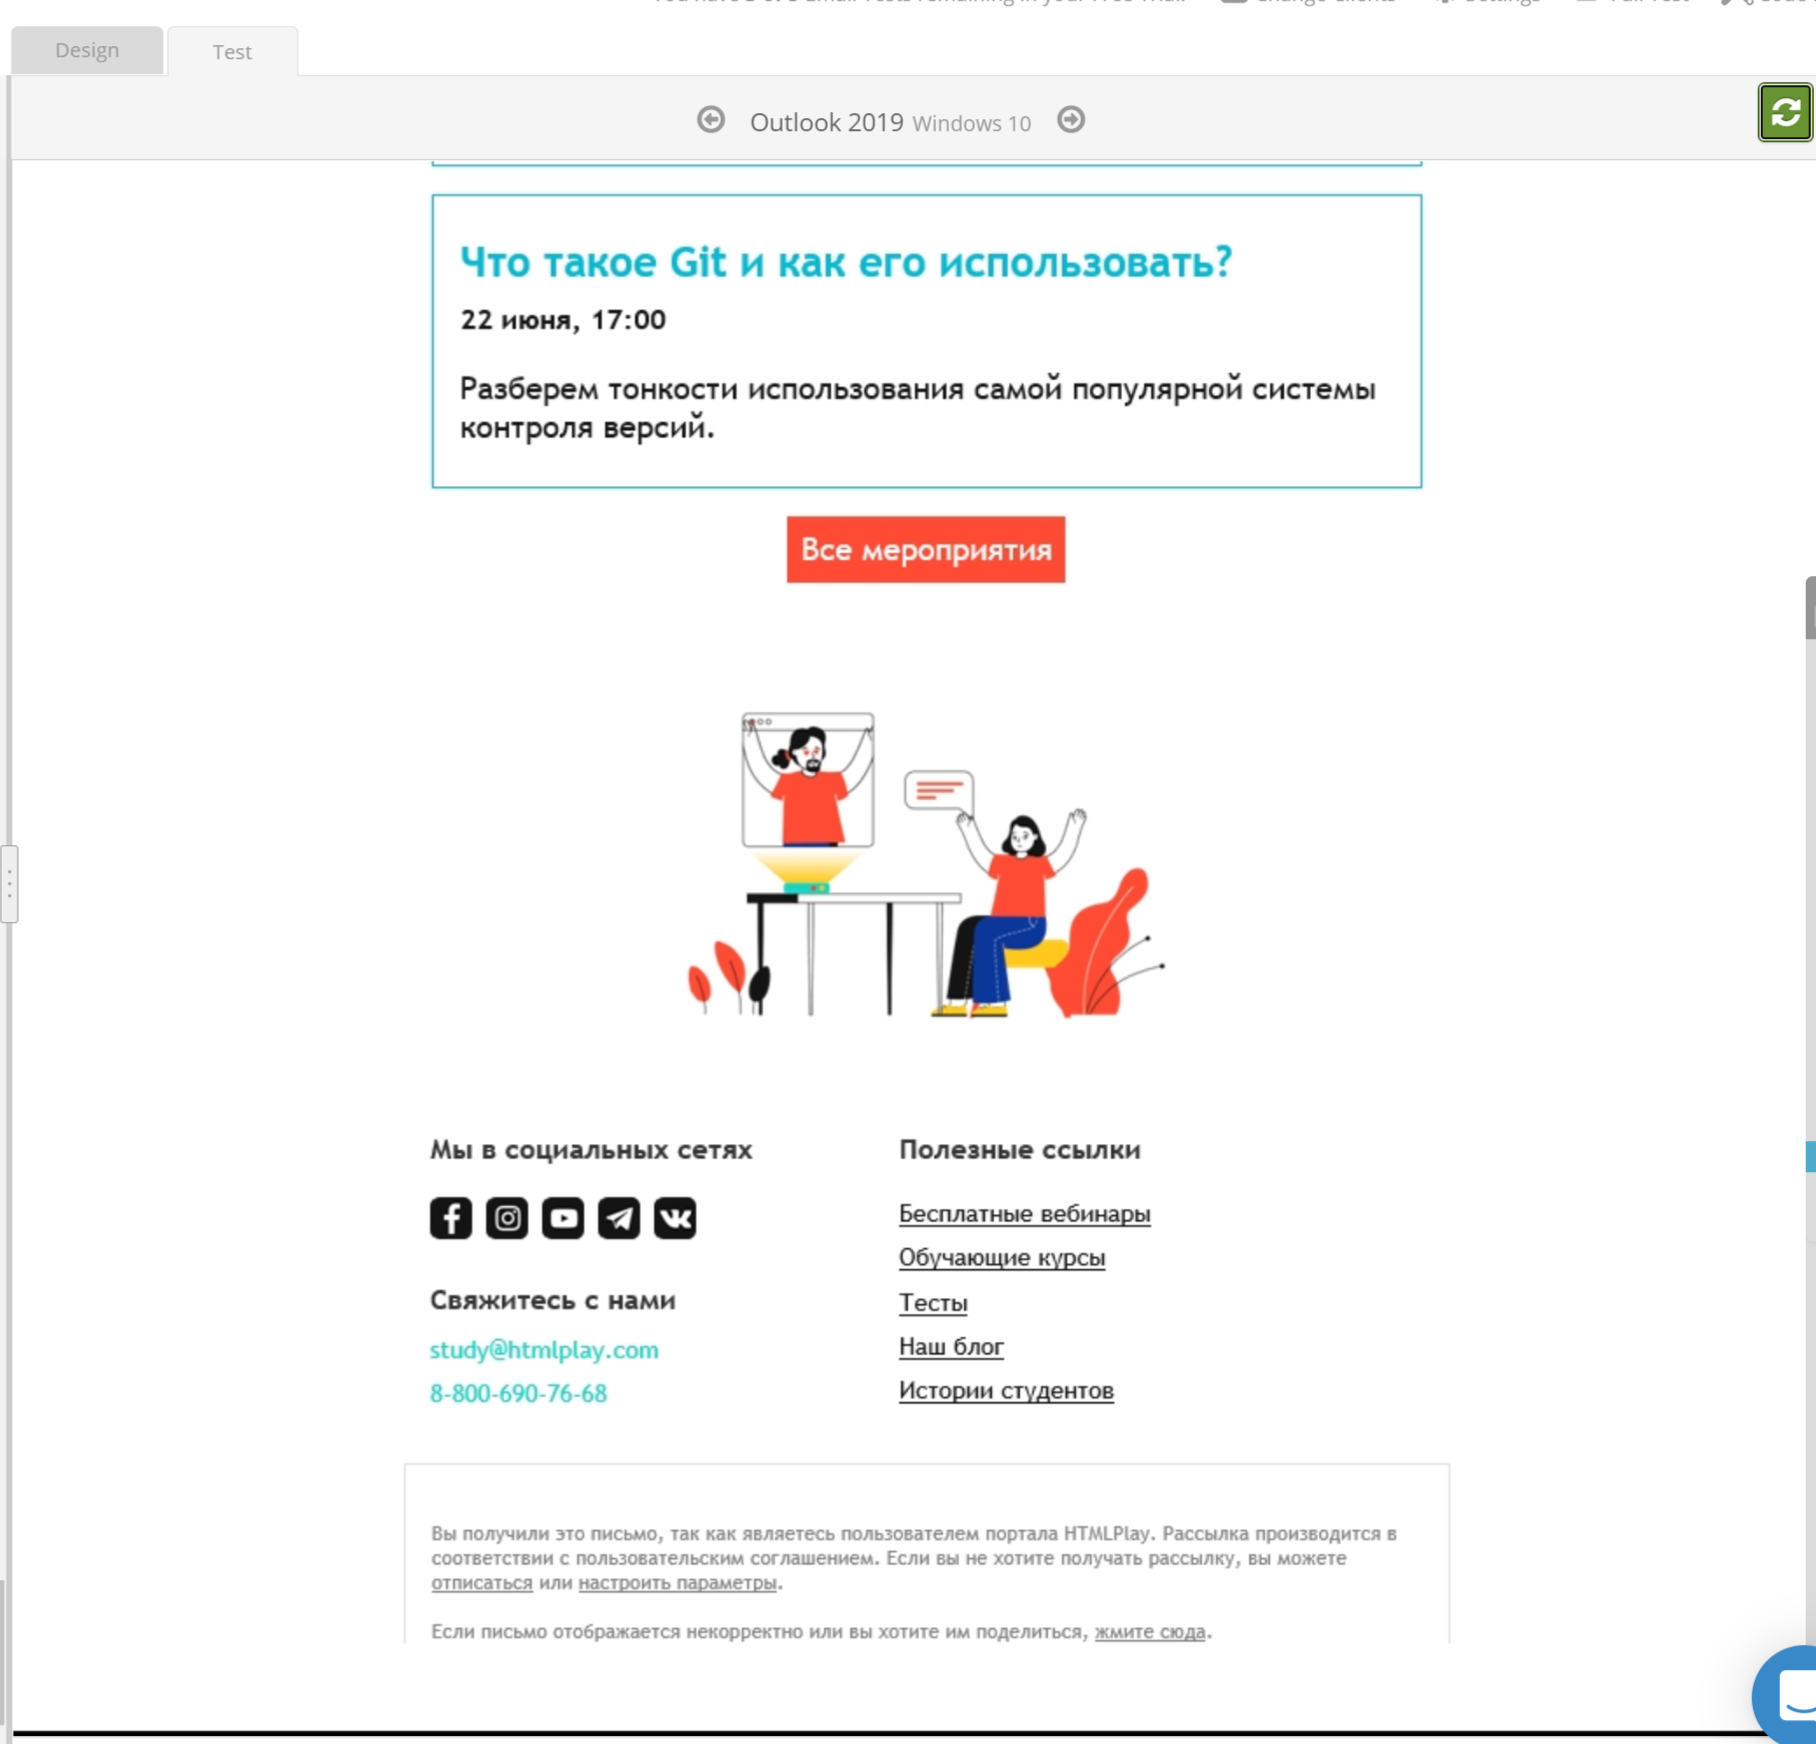 Design
Test
Outlook 2019 Windows 10
Что такое Git и как его использовать?
22 июня, 17:00
Разберем тонкости использования самой популярной системы
контроля версий.
Все мероприятия
Мы в социальных сетях
Полезные ссылки
Бесплатные вебинары
Обучающие курсы
Тесты
Наш блог
Истории студентов
Свяжитесь с нами
study@htmlplay.com
8-800-690-76-68
Вы получили это письмо, так как являетесь пользователем портала HTMLPlay. Рассылка производится в
соответствии с пользовательским соглашением. Если вы не хотите получать рассылку, вы можете
отписаться или настроить параметры.
Если письмо отображается некорректно или вы хотите им поделиться, жмите сюда.